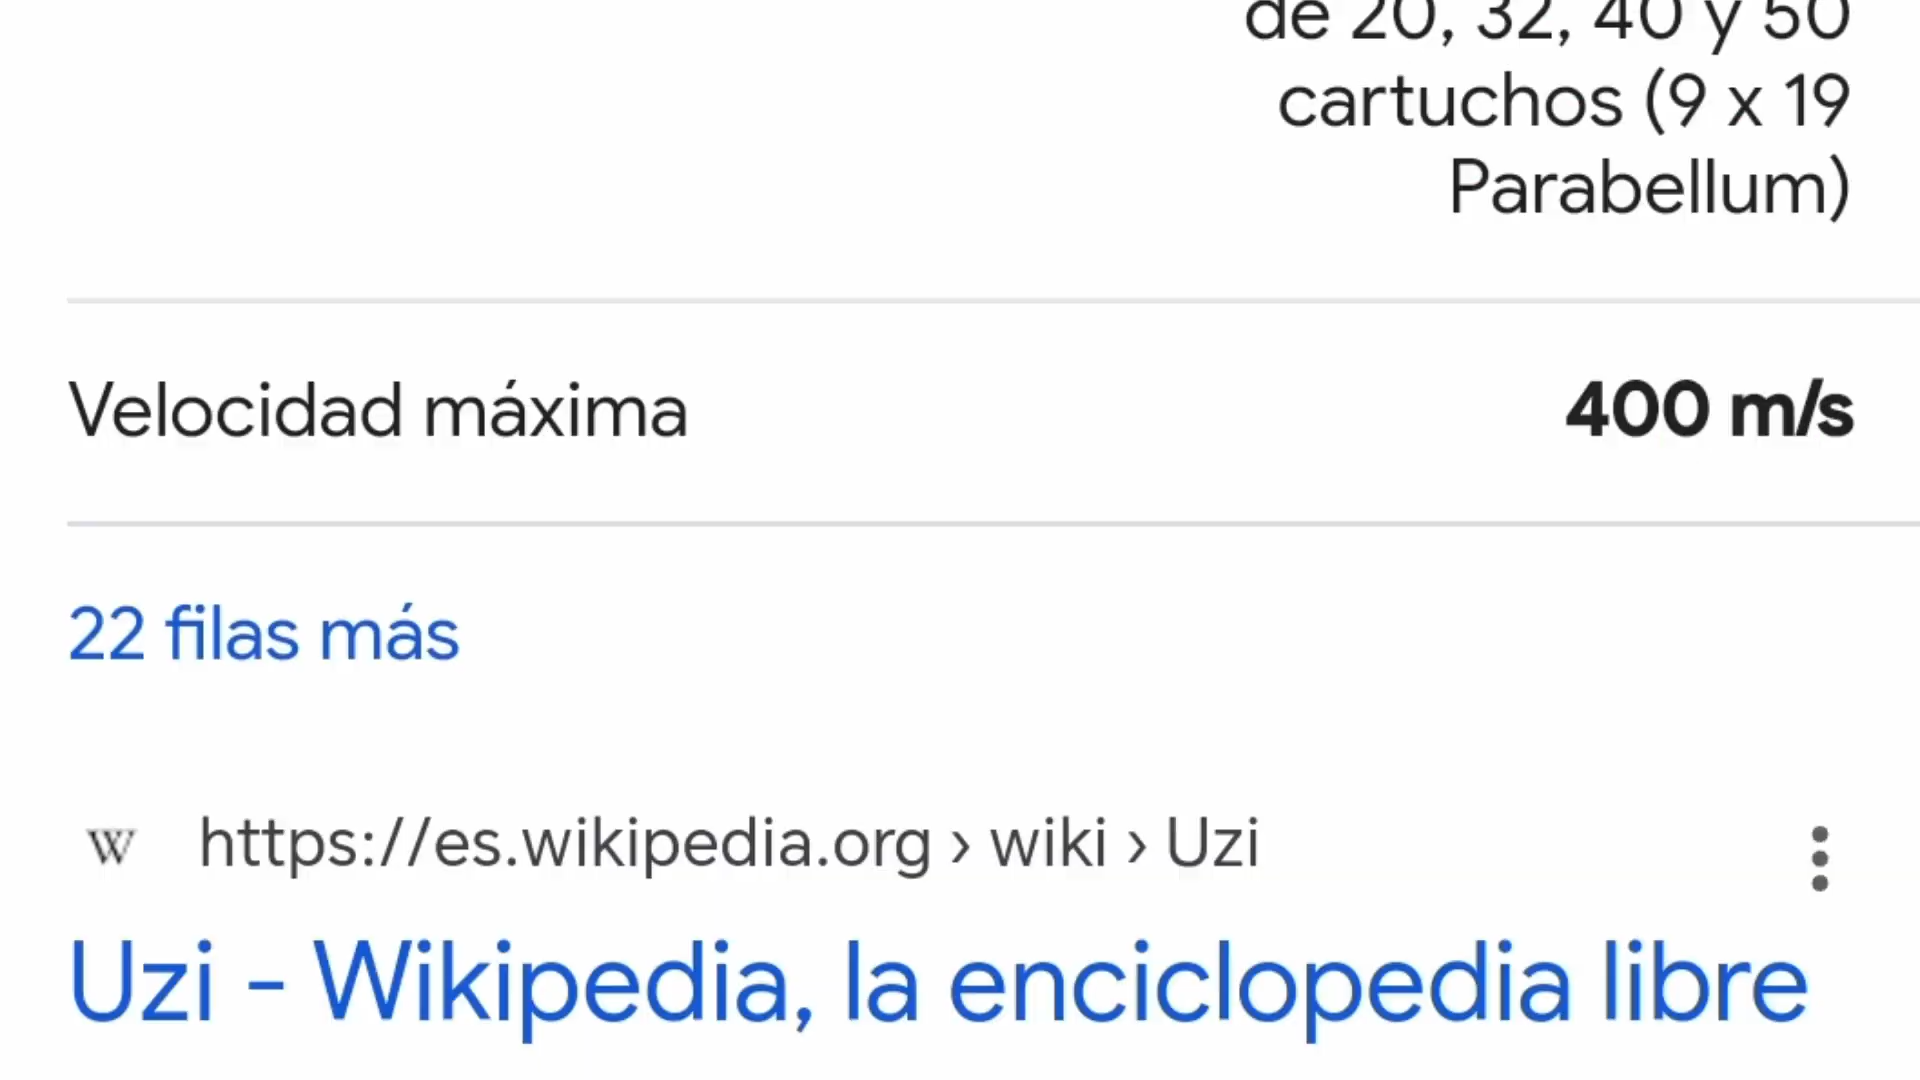 de 20, 32, 40 y 50
cartuchos (9 x 19
Parabellum)
Velocidad máxima 400 m/s
22 filas más
W https://es.wikipedia.org › wiki › Uzi
Uzi - Wikipedia, la enciclopedia libre